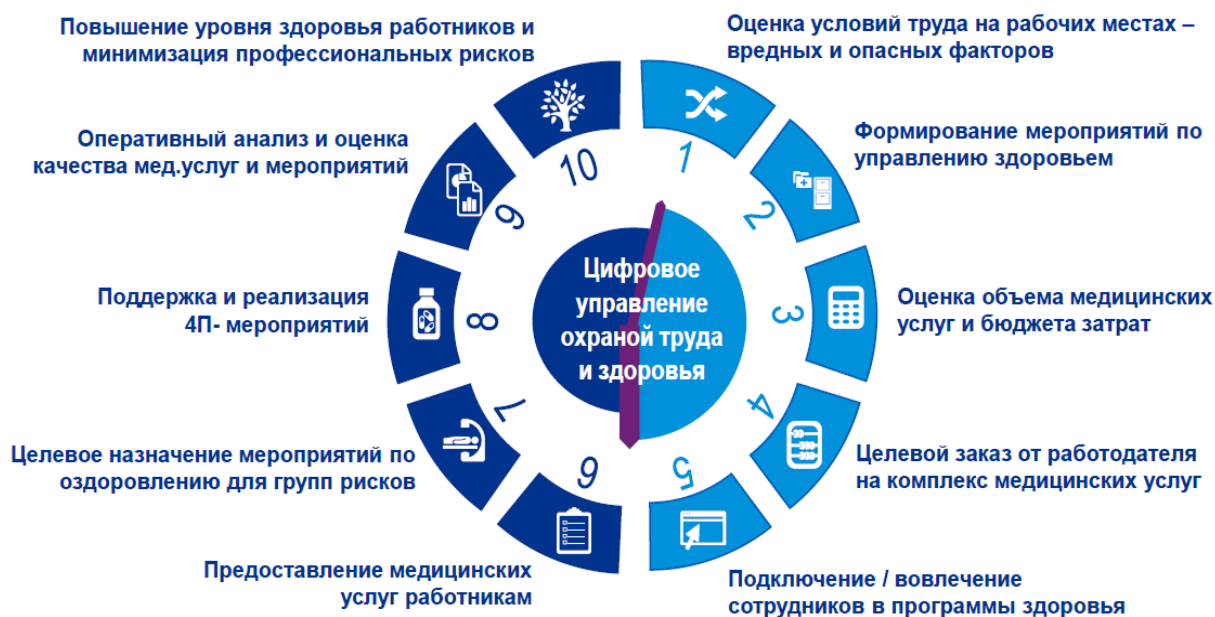 Повышение уровня здоровья работников и
минимизация профессиональных рисков
Оценка условий труда на рабочих местах –
вредных и опасных факторов
Оперативный анализ и оценка
качества мед.услуг и мероприятий
Формирование мероприятий по
управлению здоровьем
10
1
9
2
Цифровое
управление
охраной труда
и здоровья
Поддержка и реализация
4П- мероприятий
8
3
Оценка объема медицинских
услуг и бюджета затрат
7
4
Целевое назначение мероприятий по
оздоровлению для групп рисков
Целевой заказ от работодателя
на комплекс медицинских услуг
6
5
Предоставление медицинских
услуг работникам
Подключение / вовлечение
сотрудников в программы здоровья